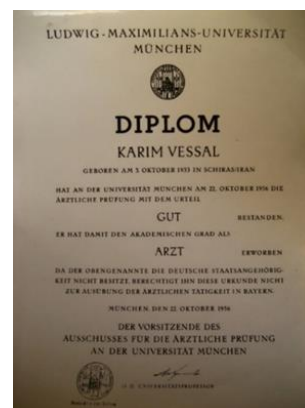 LUDWIG-MAXIMILIANS-UNIVERSITÄT
MÜNCHEN
DIPLOM
KARIM VESSAL
GEBOREN AM 3. OKTOBER 1933 IN SCHIRAS/IRAN
HAT AN DER UNIVERSITÄT MÜNCHEN AM 22. OKTOBER 1956 DIE
ÄRZTLICHE PRÜFUNG MIT DEM URTEIL
GUT BESTANDEN.
ER HAT DAMIT DEN AKADEMISCHEN GRAD ALS
ARZT ERWORBEN
DA DER OBENGENANNTE DIE DEUTSCHE STAATSANGEHÖRIG-
KEIT NICHT BESITZT, BERECHTIGT IHN DIESE URKUNDE NICHT
ZUR AUSÜBUNG DER ÄRZTLICHEN TÄTIGKEIT IN BAYERN.
MÜNCHEN, DEN 22. OKTOBER 1956
DER VORSITZENDE DES
AUSSCHUSSES FÜR DIE ÄRZTLICHE PRÜFUNG
AN DER UNIVERSITÄT MÜNCHEN
O. Ö. UNIVERSITÄTSPROFESSOR